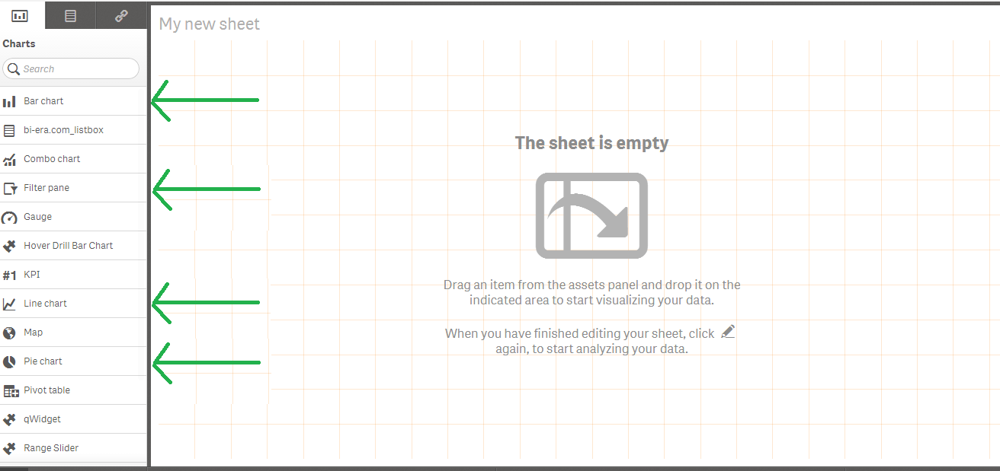 My new sheet
Charts
Search
Bar chart
bi-era.com_listbox
Combo chart
Filter pane
Gauge
Hover Drill Bar Chart
#1 KPI
Line chart
Map
Pie chart
Pivot table
qWidget
Range Slider
The sheet is empty
Drag an item from the assets panel and drop it on the
indicated area to start visualizing your data.
When you have finished editing your sheet, click
again, to start analyzing your data.